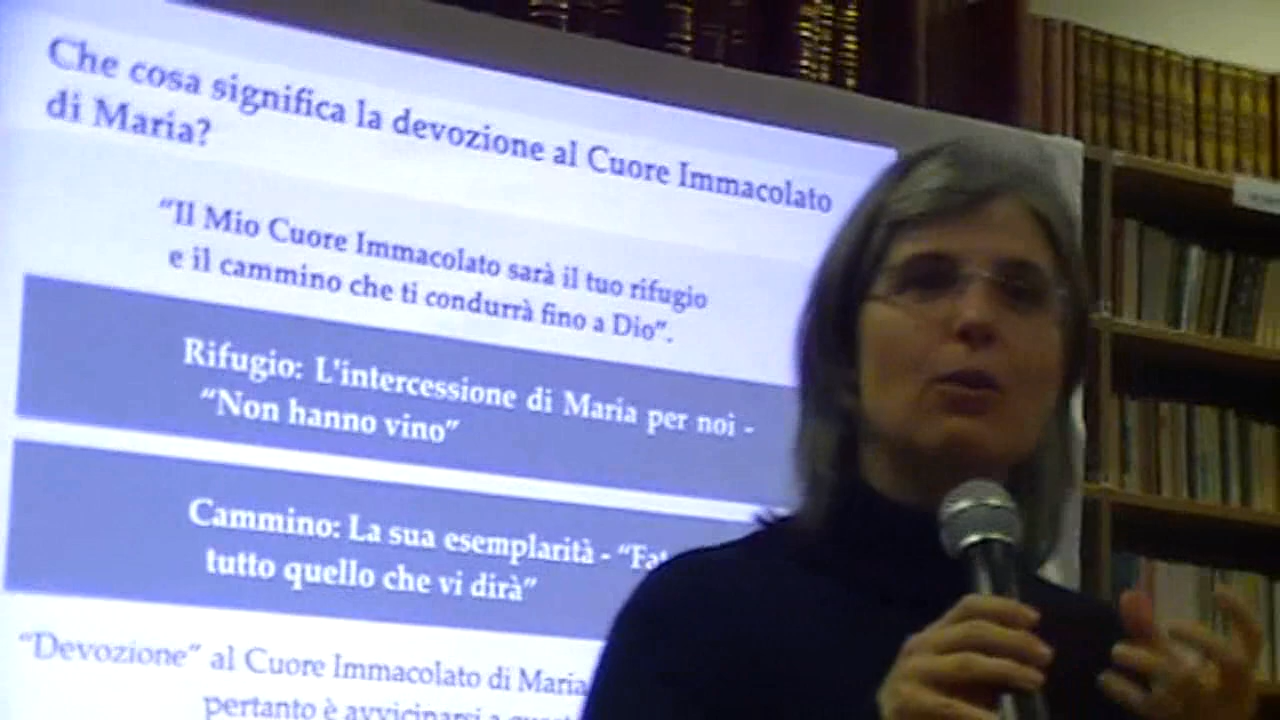 Che cosa significa la devozione al Cuore Immacolato
di Maria?
“Il Mio Cuore Immacolato sarà il tuo rifugio
e il cammino che ti condurrà fino a Dio”.
Rifugio: L'intercessione di Maria per noi -
“Non hanno vino”
Cammino: La sua esemplarità - “Fat
tutto quello che vi dirà”
“Devozione” al Cuore Immacolato di Maria
pertanto è avvicinarsi a